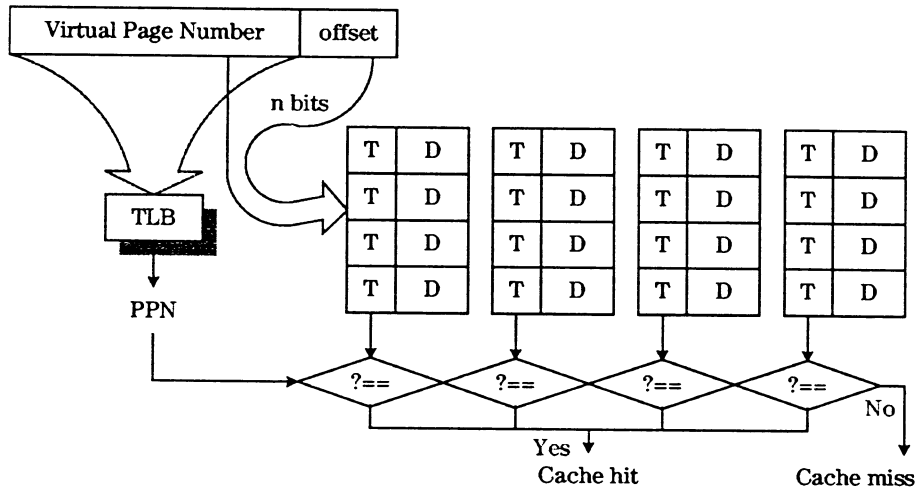 Virtual Page Number offset
n bits
T D T D T D T D
T D T D T D T D
TLB
T D T D T D T D
T D T D T D T D
PPN
?== ?== ?== ?==
No
Yes
Cache hit
Cache miss